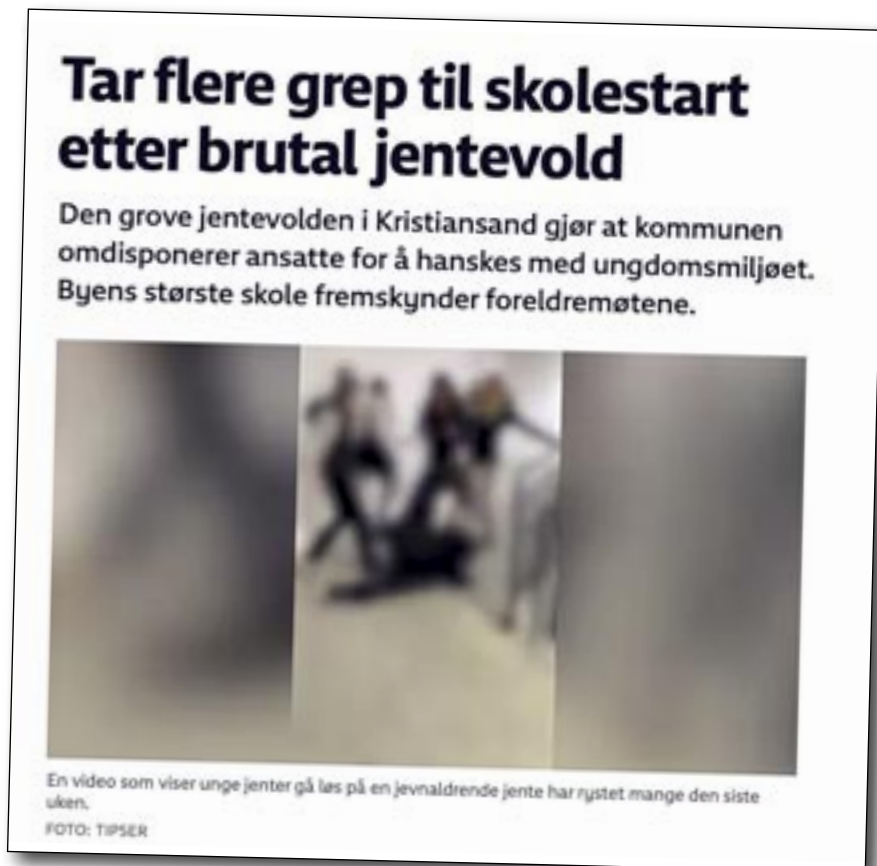 Tar flere grep til skolestart
etter brutal jentevold
Den grove jentevolden i Kristiansand gjør at kommunen
omdisponerer ansatte for å hanskes med ungdomsmiljøet.
Byens største skole fremskynder foreldremøtene.
En video som viser unge jenter gå løs på en jevnaldrende jente har rystet mange den siste
uken.
FOTO: TIPSER